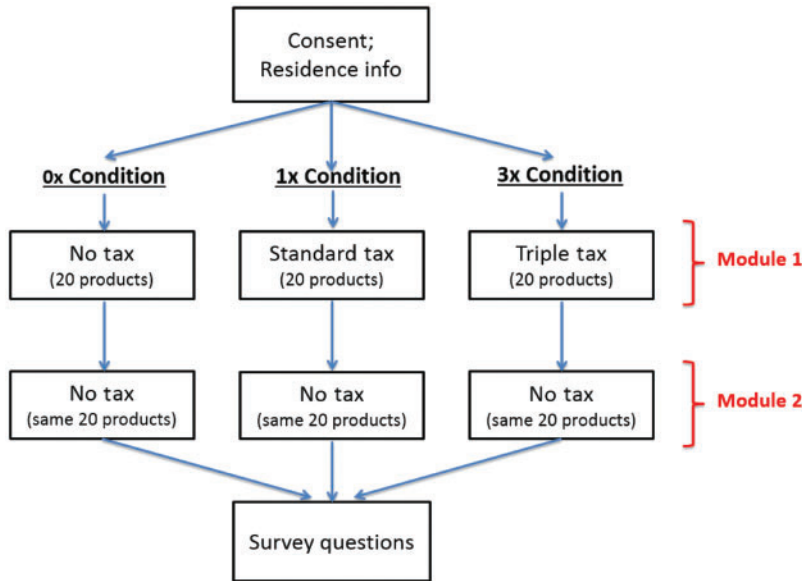 Consent;
Residence info
0x Condition
1x Condition
3x Condition
No tax
(20 products)
Standard tax
(20 products)
Triple tax
(20 products)
Module 1
No tax
(same 20 products)
No tax
(same 20 products)
No tax
(same 20 products)
Module 2
Survey questions